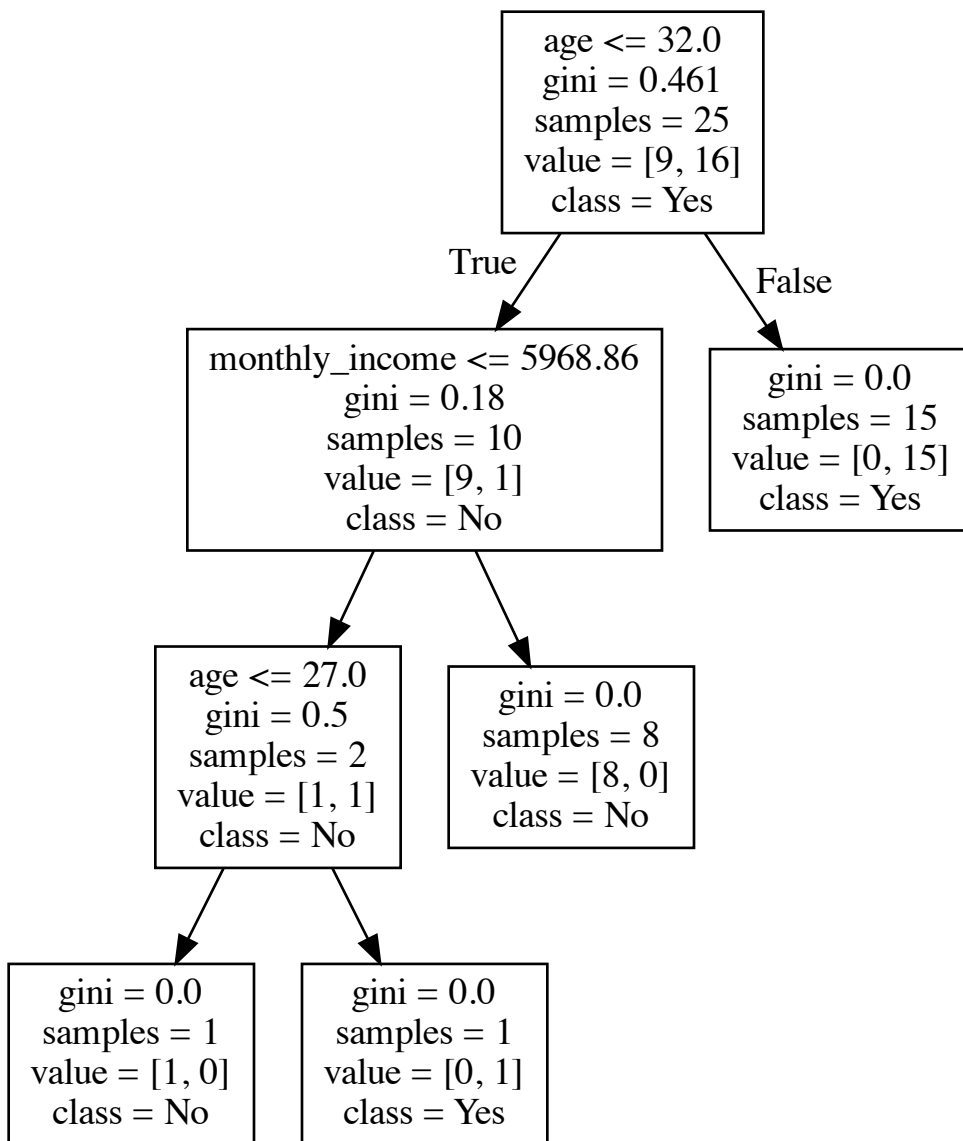 age <= 32.0
gini = 0.461
samples = 25
value = [9, 16]
class = Yes
True
False
monthly_income <= 5968.86
gini = 0.18
samples = 10
value = [9, 1]
class = No
gini = 0.0
samples = 15
value = [0, 15]
class = Yes
age <= 27.0
gini = 0.5
samples = 2
value = [1, 1]
class = No
gini = 0.0
samples = 8
value = [8, 0]
class = No
gini = 0.0
samples = 1
value = [1, 0]
class = No
gini = 0.0
samples = 1
value = [0, 1]
class = Yes